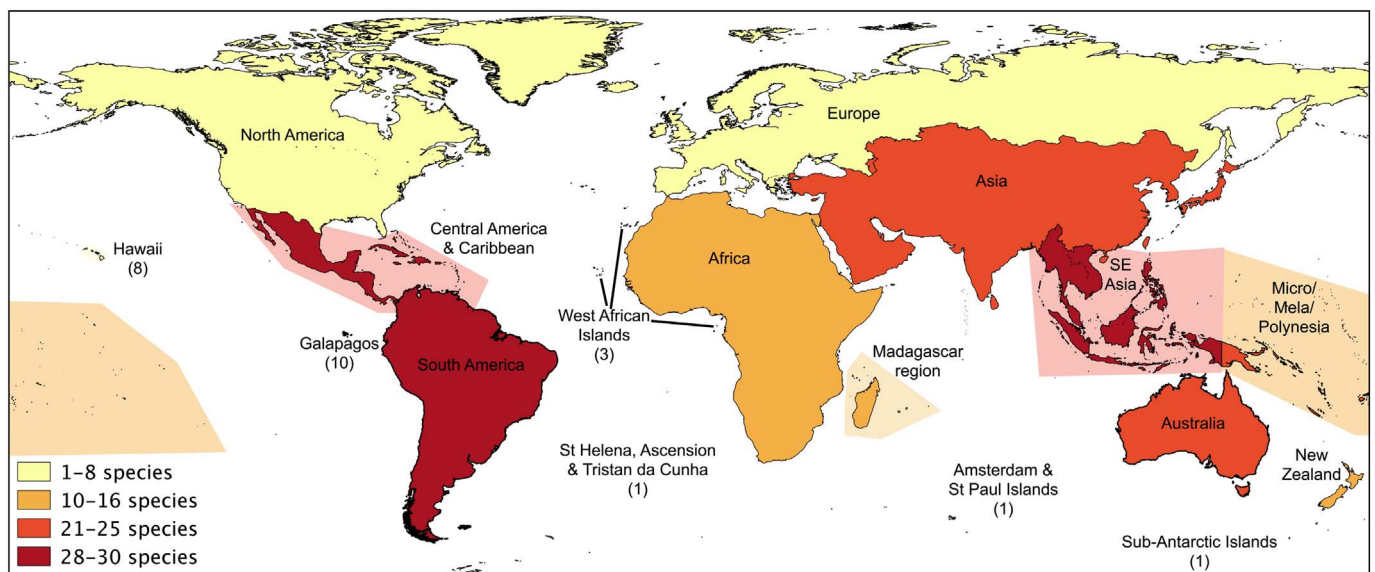 North America
Europe
Asia
Central America
& Caribbean
Hawaii
(8)
Africa
SE
Asia
Micro/
Mela/
Polynesia
West African
Islands
(3)
Galapagos
(10)
South America
Madagascar
region
Australia
St Helena, Ascension
& Tristan da Cunha
(1)
Amsterdam &
St Paul Islands
(1)
New
Zealand
Sub-Antarctic Islands
(1)
1–8 species
10–16 species
21–25 species
28–30 species